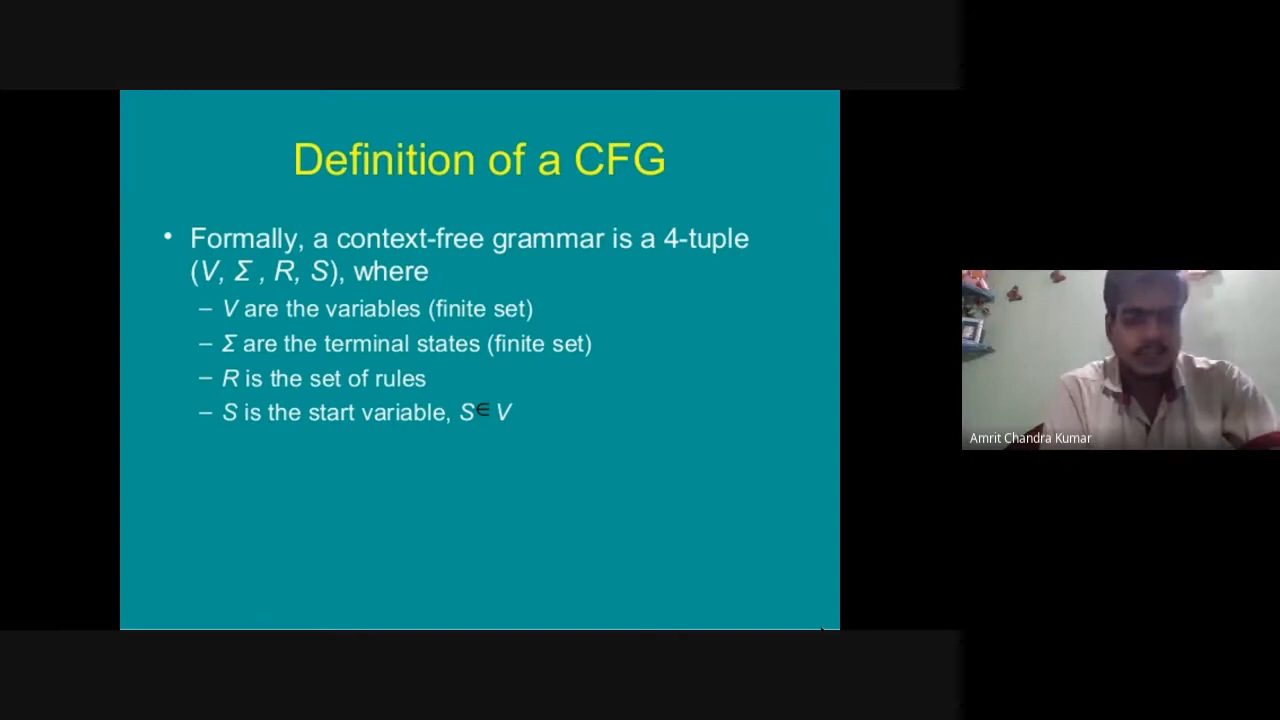 Definition of a CFG
• Formally, a context-free grammar is a 4-tuple
(V, Σ , R, S), where
– V are the variables (finite set)
– Σ are the terminal states (finite set)
– R is the set of rules
– S is the start variable, S∈ V
Amrit Chandra Kumar